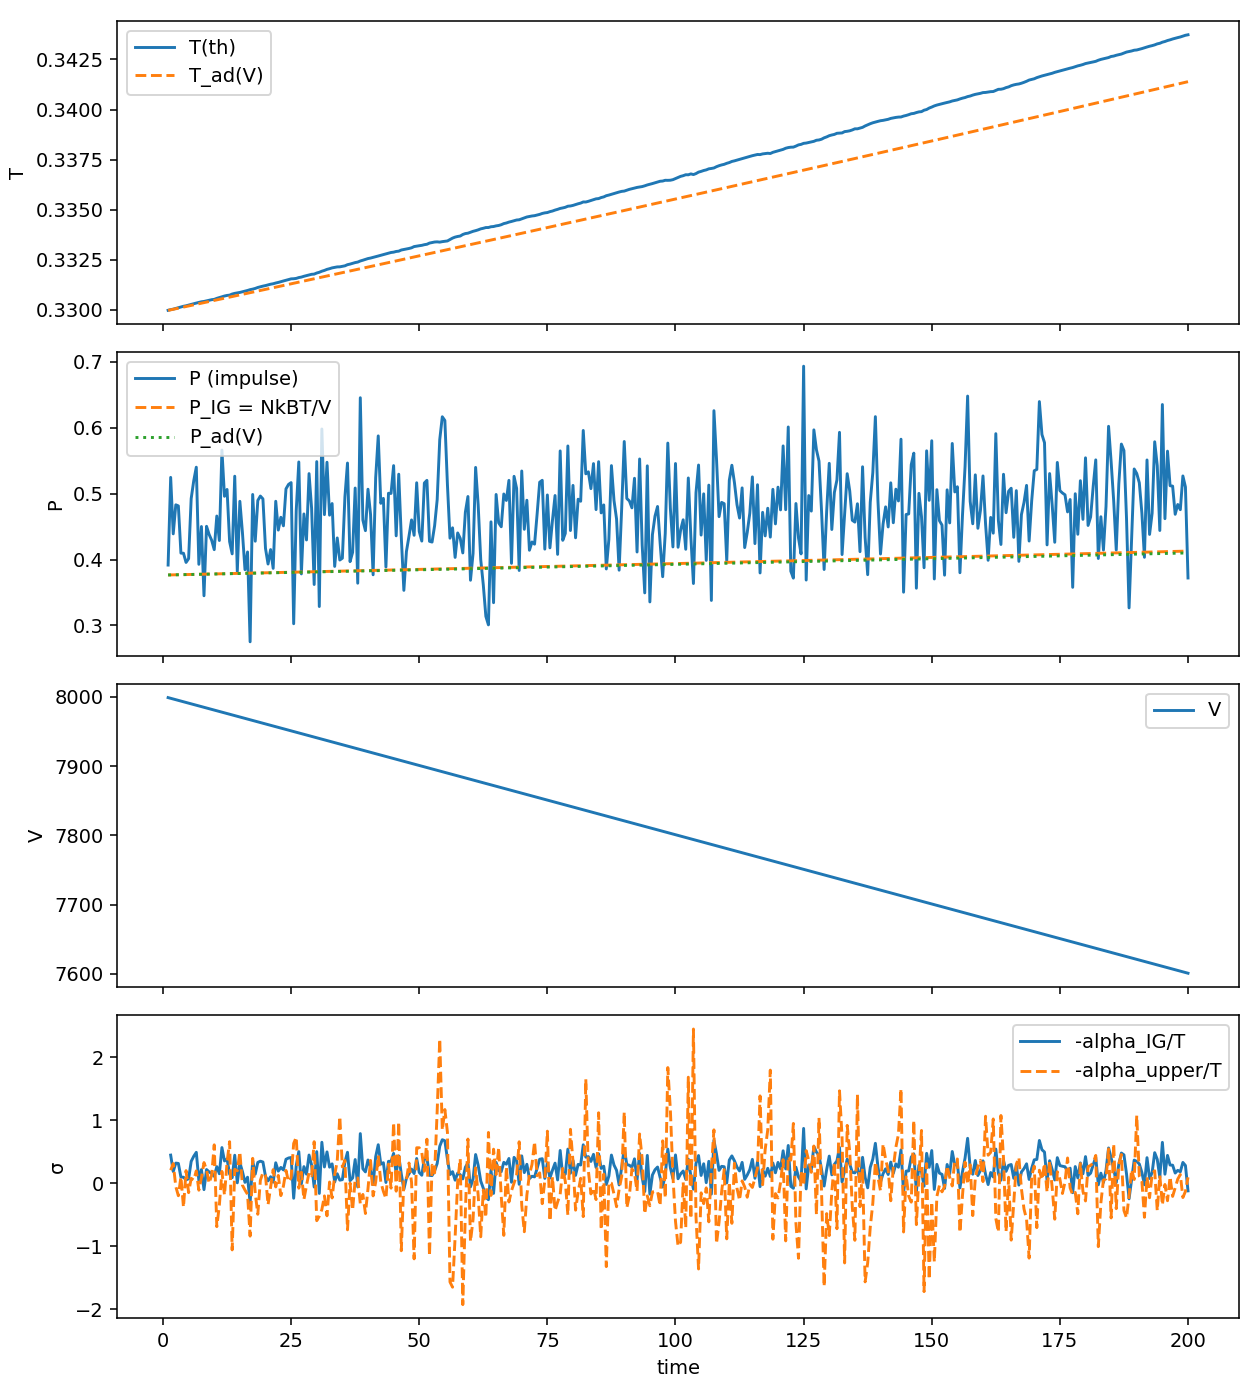 T(th)
T_ad(V)
0.3425
0.3400
0.3375
0.3350
0.3325
0.3300
T
P (impulse)
P_IG = NkBT/V
P_ad(V)
0.7
0.6
0.5
0.4
0.3
P
V
8000
7900
7800
7700
7600
V
-alpha_IG/T
-alpha_upper/T
2
1
0
−1
−2
σ
0 25 50 75 100 125 150 175 200
time